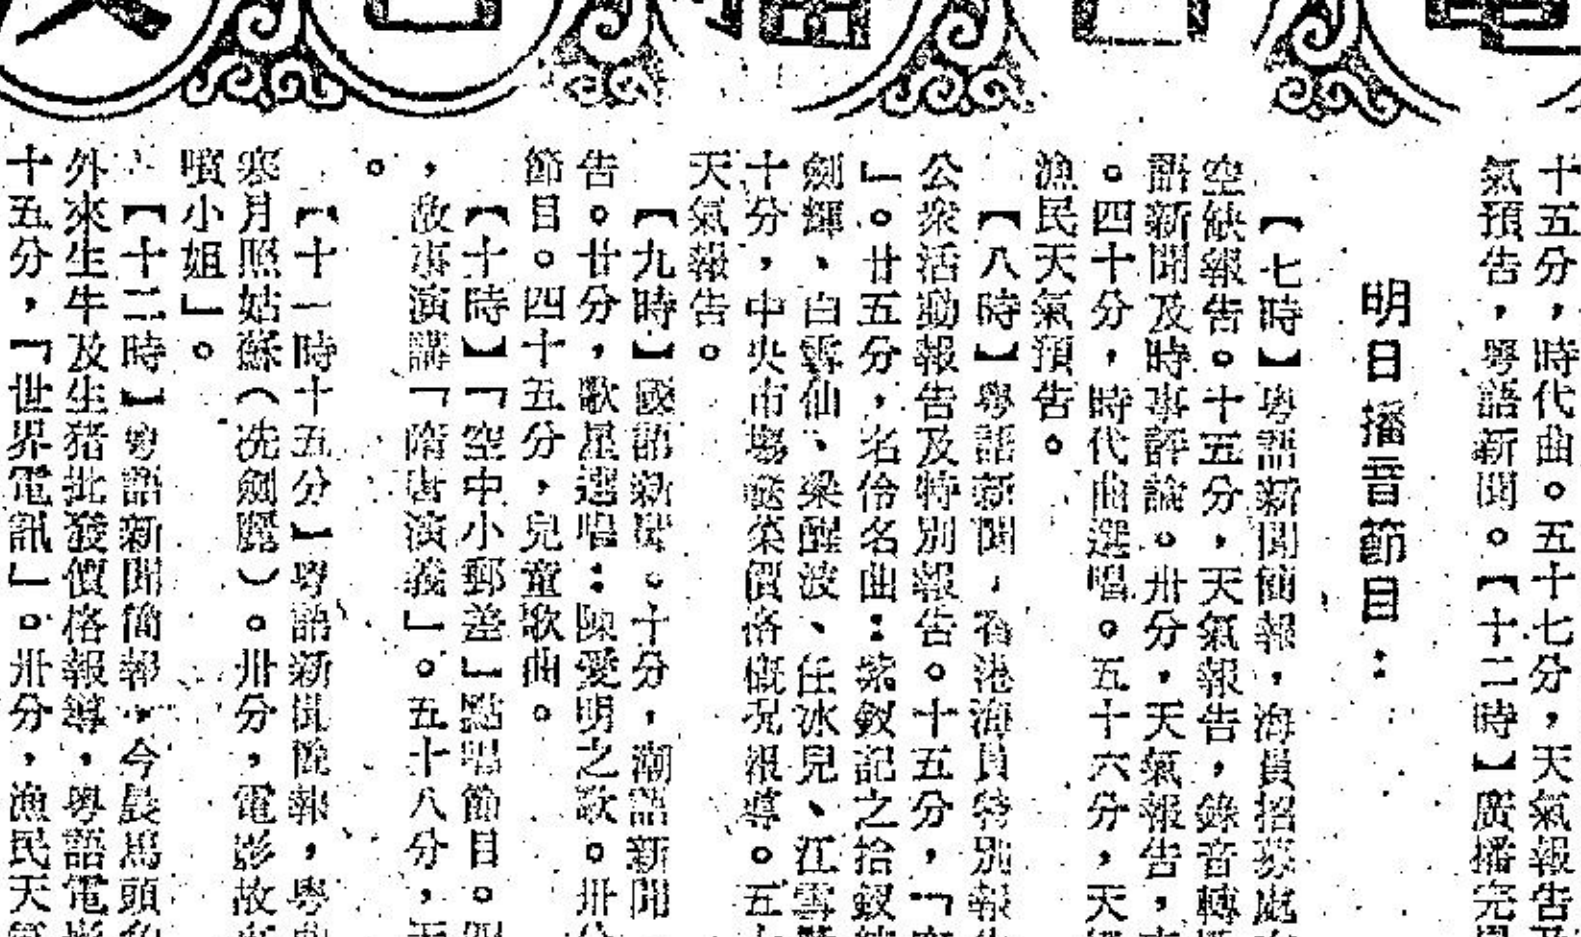 十五分，時代曲。五十七分，天氣報告及
氣預告，粵語新聞。【十二時】廣播完畢
明日播音節目：
【七時】粵語新聞簡報，海員招募處
空缺報告。十五分，天氣報告，錄音轉播
語新聞及時事評論。卅分，天氣報告，
。四十分，時代曲選唱。五十六分，天
漁民天氣預告。
【八時】粵語新聞，香港海員特別報
公衆活動報告及特別報告。十五分，「
」。廿五分，名伶名曲：紫釵記之拾釵
劍輝、白雪仙、梁醒波、任冰兒、江雪
十分，中央市場蔬菜價格概况報導。五
天氣報告。
【九時】國語新聞。十分，潮語新聞
告。廿分，歌星選唱：陳愛明之歌。卅
節目。四十五分，兒童歌曲。
【十時】「空中小郵差」點唱節目。
，故事演講「隋唐演義」。五十八分，天
。
【十一時十五分】粵語新聞簡報，粵曲
寒月照姑蘇（冼劍麗）。卅分，電影故事
噴小姐」。
【十二時】粵語新聞簡報，今晨馬頭角
外來生牛及生猪批發價格報導，粵語電影
十五分，「世界電訊」。卅分，漁民天氣